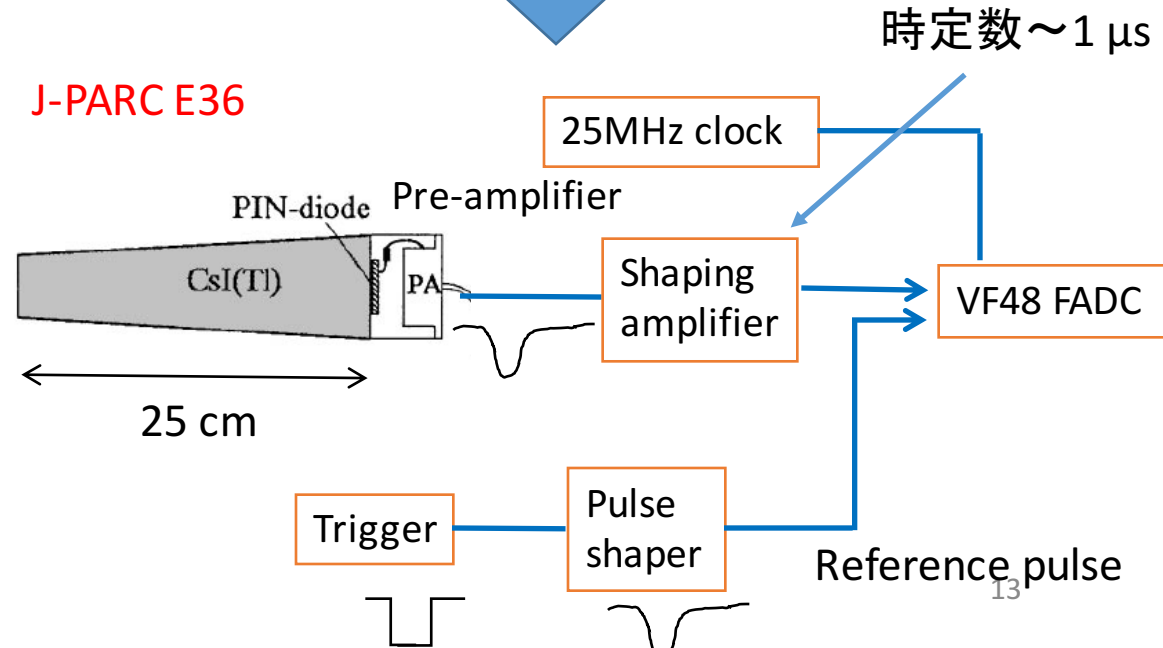 時定数～1 μs
J-PARC E36
25MHz clock
PIN-diode
Pre-amplifier
CsI(Tl)
PA
Shaping
amplifier
VF48 FADC
25 cm
Trigger
Pulse
shaper
Reference pulse
13